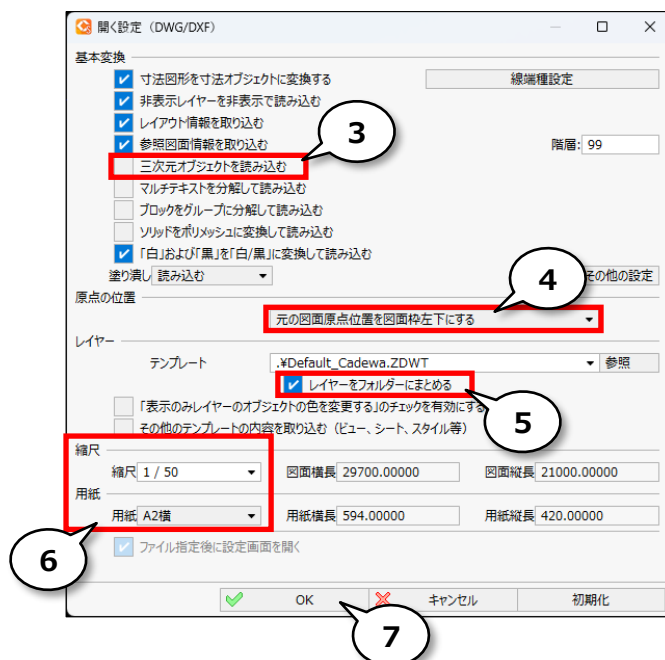 開く設定 (DWG/DXF)
基本変換
寸法図形を寸法オブジェクトに変換する
線端種設定
非表示レイヤーを非表示で読み込む
レイアウト情報を取り込む
3
参照図面情報を取り込む
階層: 99
三次元オブジェクトを読み込む
マルチテキストを分解して読み込む
ブロックをグループに分解して読み込む
ソリッドをポリメッシュに変換して読み込む
「白」および「黒」を「白/黒」に変換して読み込む
4
塗り潰し 読み込む
その他の設定
原点の位置
元の図面原点位置を図面枠左下にする
レイヤー
テンプレート .¥Default_Cadewa.ZDWT 参照
レイヤーをフォルダーにまとめる
5
「表示のみレイヤーのオブジェクトの色を変更する」のチェックを有効にする
その他のテンプレートの内容を取り込む (ビュー、シート、スタイル等)
縮尺
縮尺 1 / 50 図面横長 29700.00000 図面縦長 21000.00000
用紙
用紙 A2横 用紙横長 594.00000 用紙縦長 420.00000
6
ファイル指定後に設定画面を開く
OK キャンセル 初期化
7